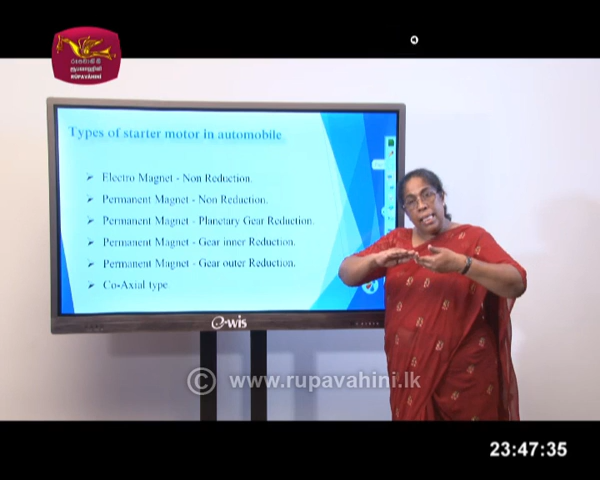 RUPAVAHINI
Types of starter motor in automobile
➢ Electro Magnet - Non Reduction.
➢ Permanent Magnet - Non Reduction.
➢ Permanent Magnet - Planetary Gear Reduction.
➢ Permanent Magnet - Gear inner Reduction.
➢ Permanent Magnet - Gear outer Reduction.
➢ Co-Axial type.
e-wis
© www.rupavahini.lk
23:47:35